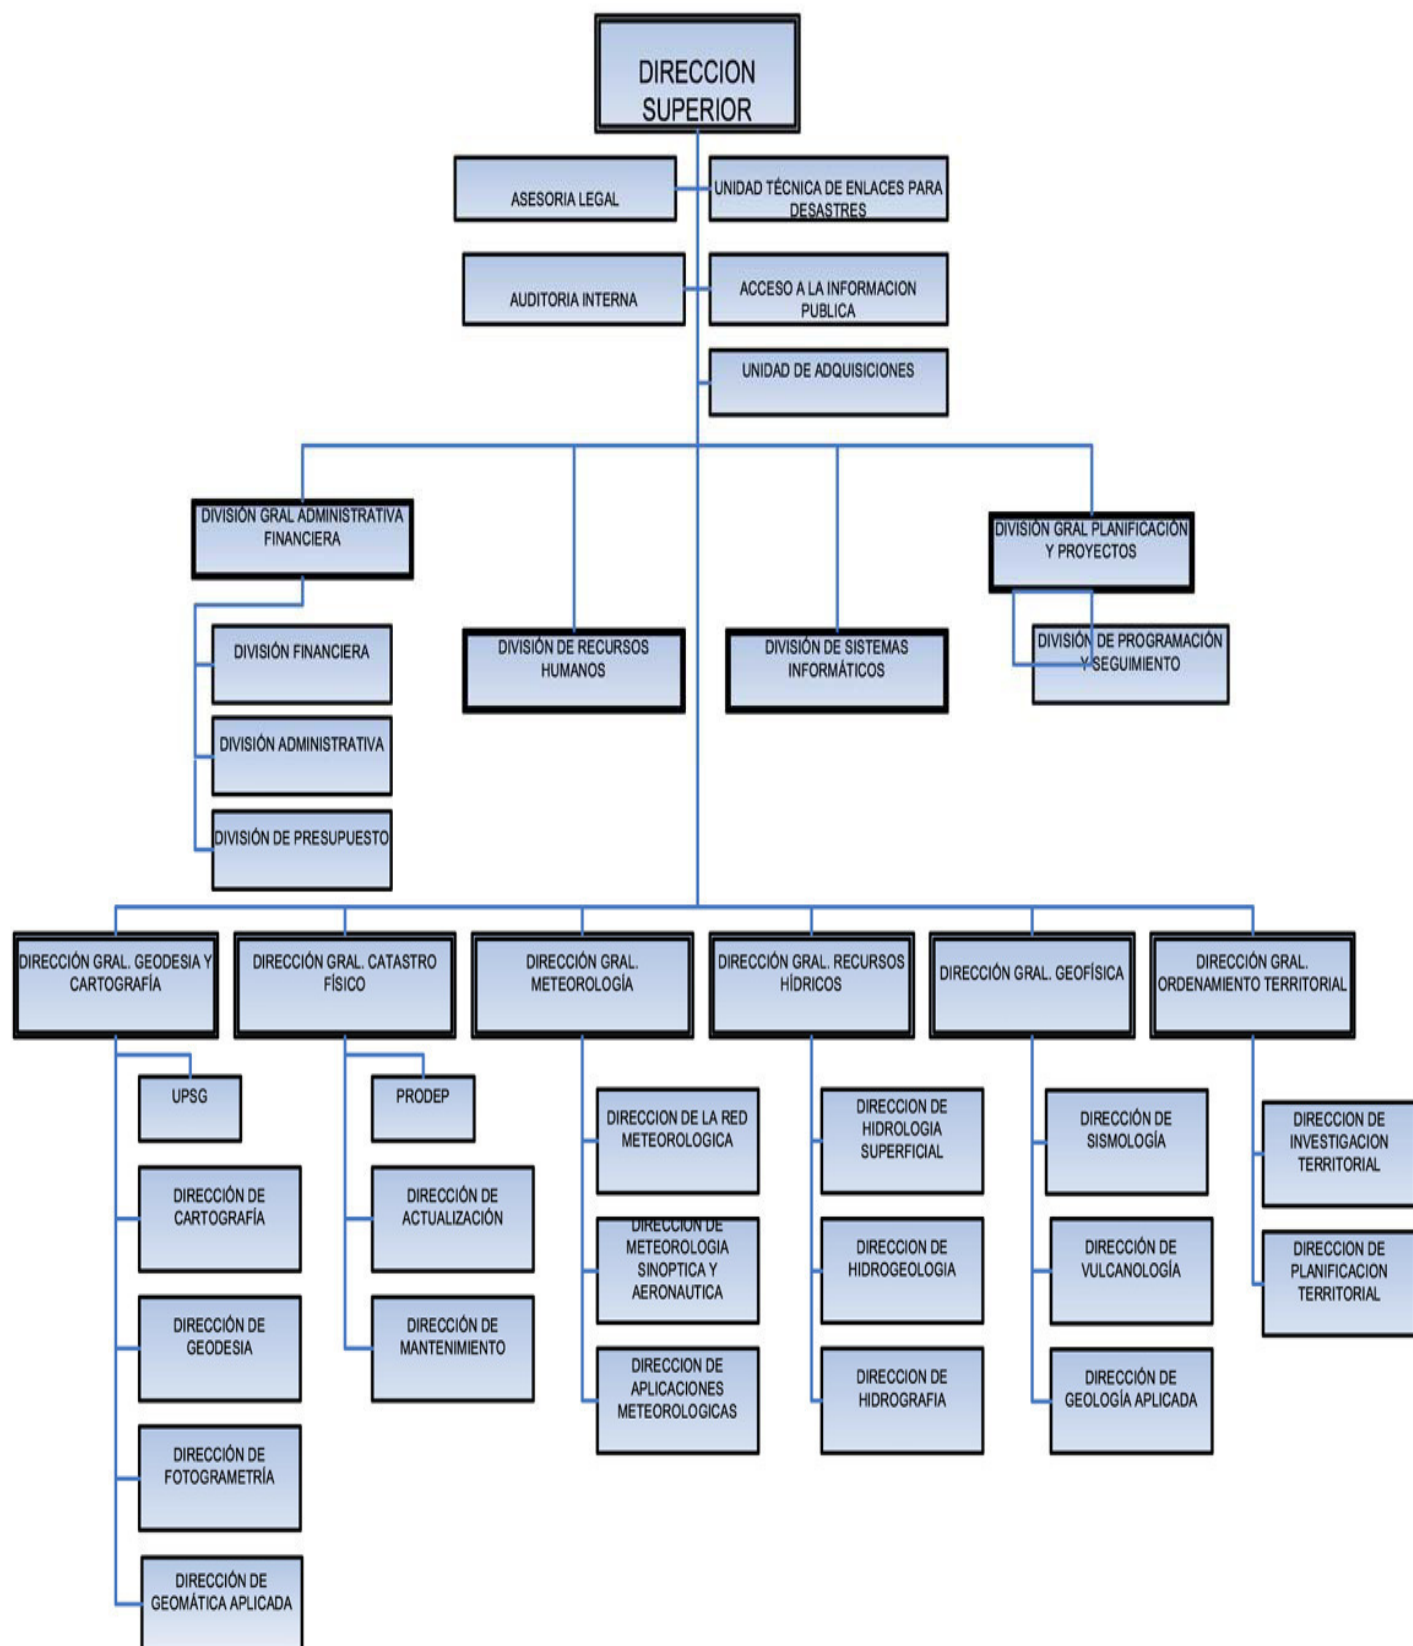 DIRECCION
SUPERIOR
ASESORIA LEGAL
UNIDAD TÉCNICA DE ENLACES PARA
DESASTRES
AUDITORIA INTERNA
ACCESO A LA INFORMACION
PUBLICA
UNIDAD DE ADQUISICIONES
DIVISIÓN GRAL ADMINISTRATIVA
FINANCIERA
DIVISIÓN GRAL PLANIFICACIÓN
Y PROYECTOS
DIVISIÓN FINANCIERA
DIVISIÓN DE RECURSOS
HUMANOS
DIVISIÓN DE SISTEMAS
INFORMÁTICOS
DIVISIÓN DE PROGRAMACIÓN
Y SEGUIMIENTO
DIVISIÓN ADMINISTRATIVA
DIVISIÓN DE PRESUPUESTO
DIRECCIÓN GRAL. GEODESIA Y
CARTOGRAFÍA
DIRECCIÓN GRAL. CATASTRO
FÍSICO
DIRECCIÓN GRAL.
METEOROLOGÍA
DIRECCIÓN GRAL. RECURSOS
HÍDRICOS
DIRECCIÓN GRAL. GEOFÍSICA
DIRECCIÓN GRAL.
ORDENAMIENTO TERRITORIAL
UPSG
DIRECCIÓN DE
CARTOGRAFÍA
DIRECCIÓN DE
GEODESIA
DIRECCIÓN DE
FOTOGRAMETRÍA
DIRECCIÓN DE
GEOMÁTICA APLICADA
PRODEP
DIRECCIÓN DE
ACTUALIZACIÓN
DIRECCIÓN DE
MANTENIMIENTO
DIRECCION DE LA RED
METEOROLOGICA
DIRECCION DE
METEOROLOGIA
SINOPTICA Y
AERONAUTICA
DIRECCION DE
APLICACIONES
METEOROLOGICAS
DIRECCION DE
HIDROLOGIA
SUPERFICIAL
DIRECCION DE
HIDROGEOLOGIA
DIRECCION DE
HIDROGRAFIA
DIRECCIÓN DE
SISMOLOGÍA
DIRECCIÓN DE
VULCANOLOGÍA
DIRECCIÓN DE
GEOLOGÍA APLICADA
DIRECCION DE
INVESTIGACION
TERRITORIAL
DIRECCION DE
PLANIFICACION
TERRITORIAL